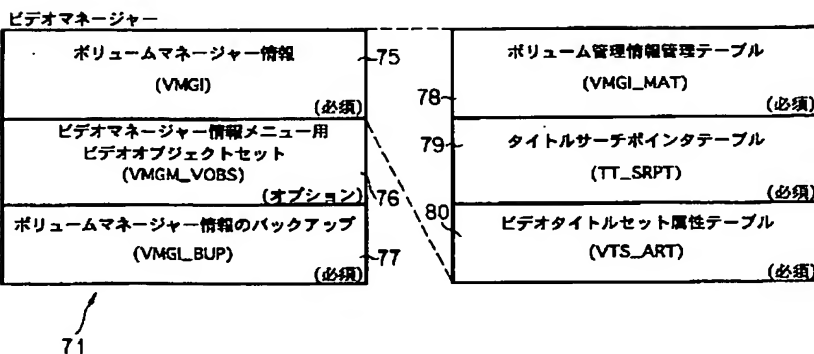 ビデオマネージャー
ボリュームマネージャー情報
(VMGI)
(必須)
75
ビデオマネージャー情報メニュー用
ビデオオブジェクトセット
(VMGM_VOBS)
(オプション)
76
ボリュームマネージャー情報のバックアップ
(VMGI_BUP)
(必須)
77
71
ボリューム管理情報管理テーブル
(VMGI_MAT)
(必須)
78
タイトルサーチポインタテーブル
(TT_SRPT)
(必須)
79
ビデオタイトルセット属性テーブル
(VTS_ART)
(必須)
80